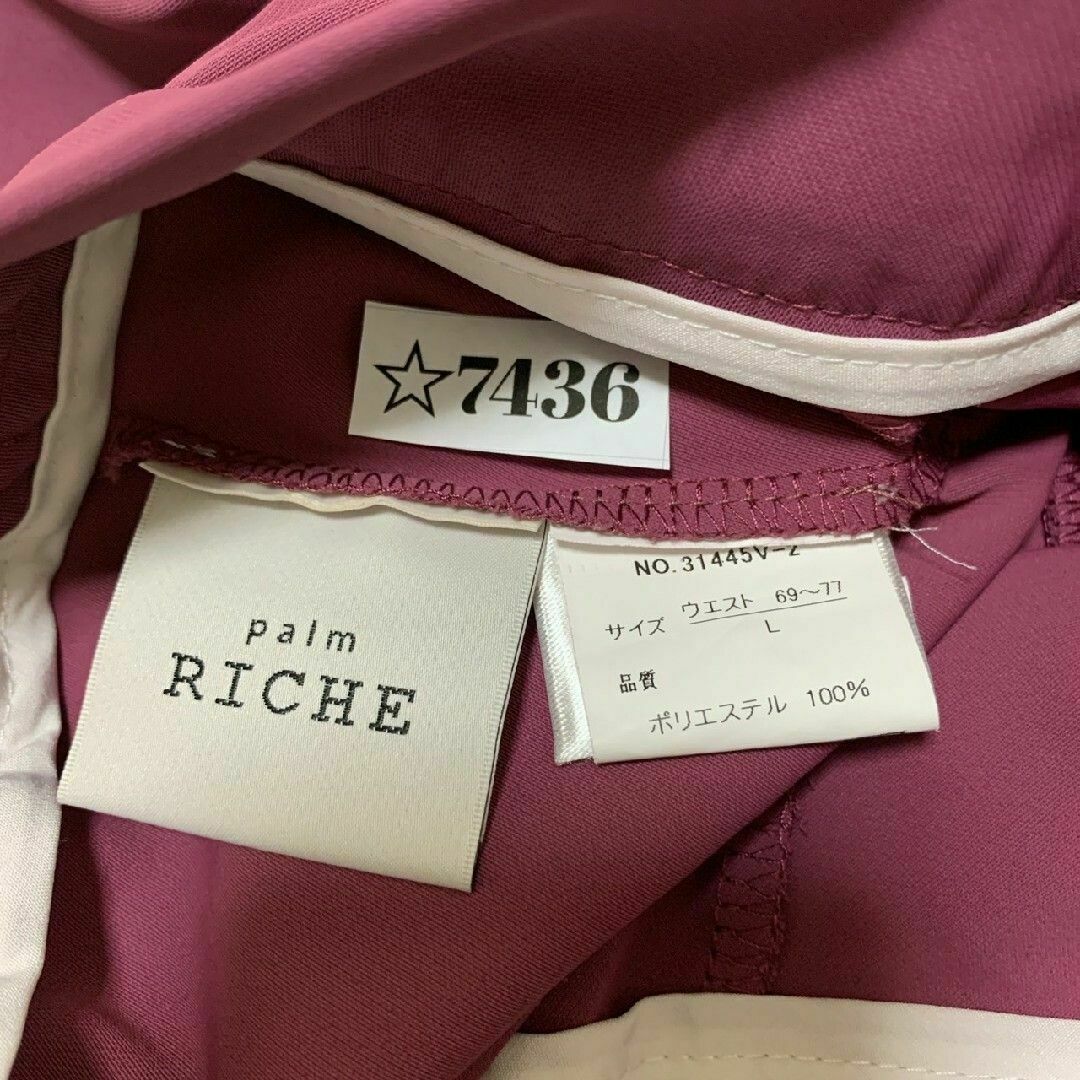 ☆7436
palm
RICHE
NO.31445V-2
サイズ ウエスト 69〜77
L
品質
ポリエステル 100%